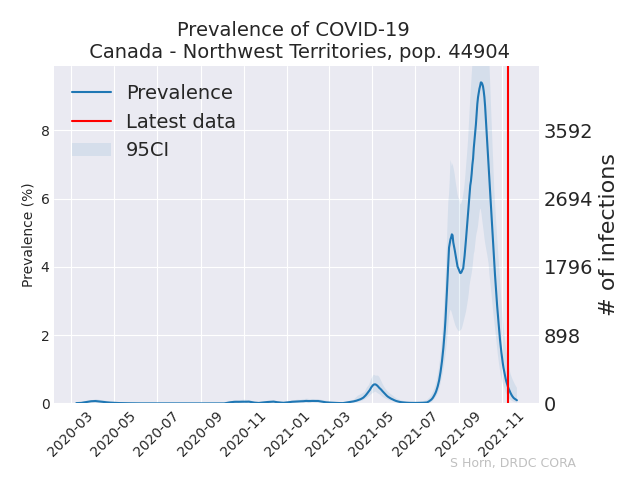 Prevalence of COVID-19
Canada - Northwest Territories, pop. 44904
Prevalence
Latest data
95CI
Prevalence (%)
8
6
4
2
0
3592
2694
1796
898
0
# of infections
2020-03
2020-05
2020-07
2020-09
2020-11
2021-01
2021-03
2021-05
2021-07
2021-09
2021-11
S Horn, DRDC CORA